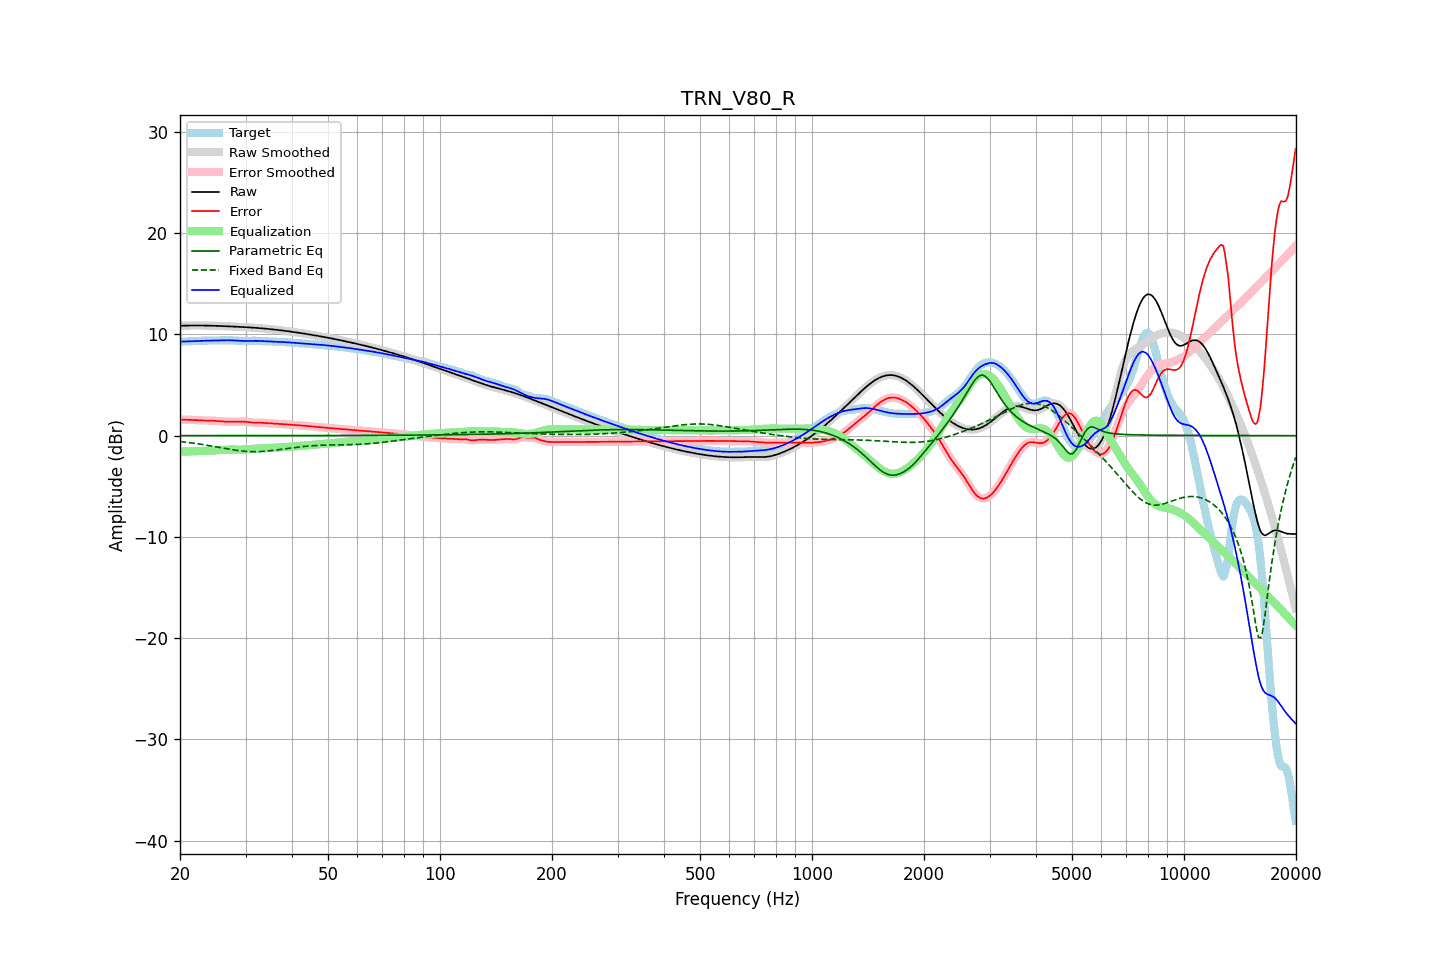 TRN_V80_R
Target
Raw Smoothed
Error Smoothed
Raw
Error
Equalization
Parametric Eq
Fixed Band Eq
Equalized
30
20
10
0
−10
−20
−30
−40
Amplitude (dBr)
20
50
100
200
500
1000
2000
5000
10000
20000
Frequency (Hz)